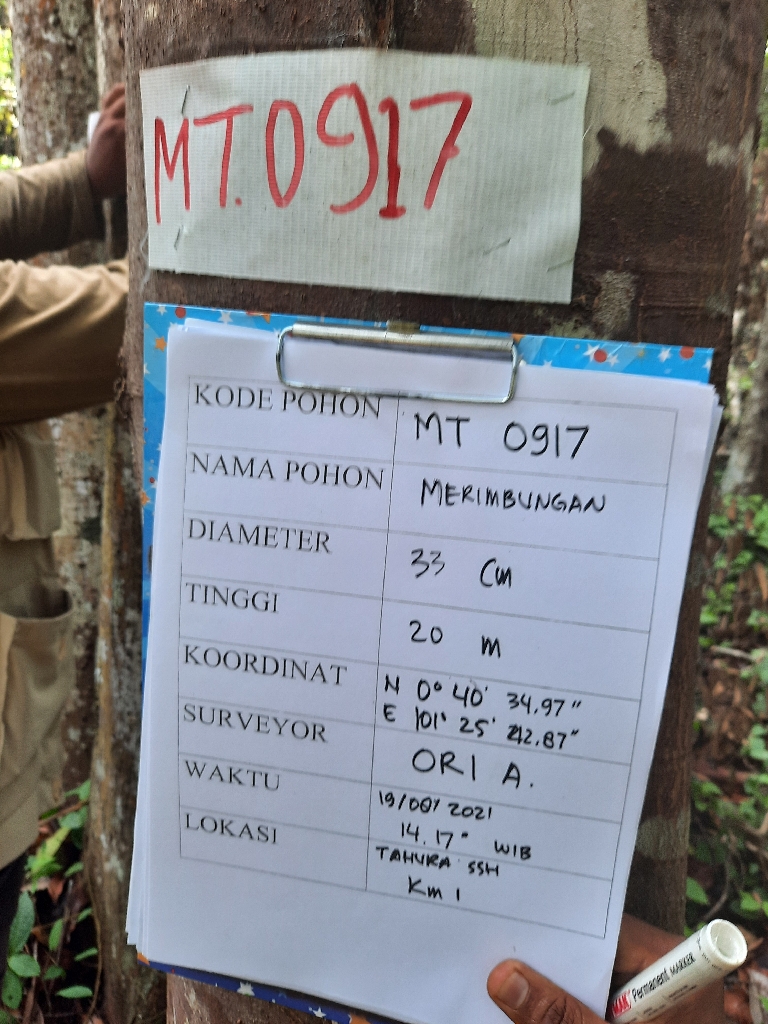 MT.0917
KODE POHON MT 0917
NAMA POHON MERIMBUNGAN
DIAMETER 33 Cm
TINGGI 20 m
KOORDINAT N 0° 40' 34.97"
E 101° 25' 42.87"
SURVEYOR ORI A.
WAKTU 19/08/2021
14.17" WIB
LOKASI TAHURA SSH
Km 1
Permanent MARKER